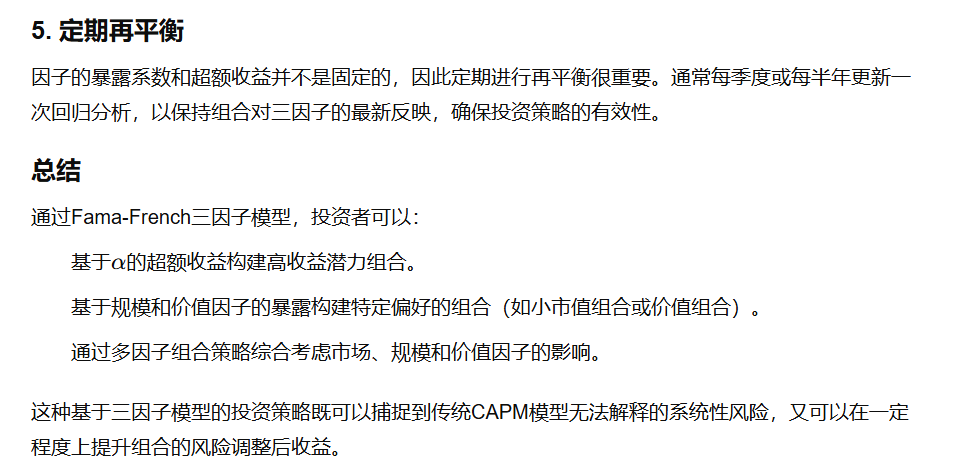 5. 定期再平衡
因子的暴露系数和超额收益并不是固定的，因此定期进行再平衡很重要。通常每季度或每半年更新一
次回归分析，以保持组合对三因子的最新反映，确保投资策略的有效性。
总结
通过Fama-French三因子模型，投资者可以：
基于α的超额收益构建高收益潜力组合。
基于规模和价值因子的暴露构建特定偏好的组合（如小市值组合或价值组合）。
通过多因子组合策略综合考虑市场、规模和价值因子的影响。
这种基于三因子模型的投资策略既可以捕捉到传统CAPM模型无法解释的系统性风险，又可以在一定
程度上提升组合的风险调整后收益。